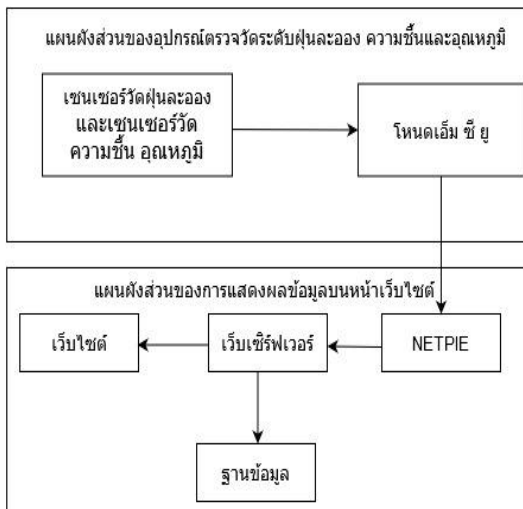 แผนผังส่วนของอุปกรณ์ตรวจวัดระดับฝุ่นละออง ความชื้นและอุณหภูมิ
เซนเซอร์วัดฝุ่นละออง
และเซนเซอร์วัด
ความชื้น อุณหภูมิ
โหนดเอ็ม ซี ยู
แผนผังส่วนของการแสดงผลข้อมูลบนหน้าเว็บไซต์
เว็บไซต์
เว็บเซิร์ฟเวอร์
NETPIE
ฐานข้อมูล